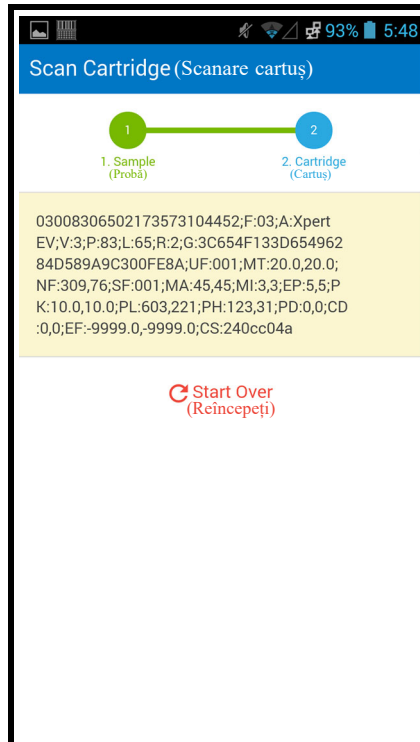 93% 5:48
Scan Cartridge (Scanare cartuș)
1 2
1. Sample 2. Cartridge
(Probă) (Cartuș)
03008306502173573104452;F:03;A:Xpert
EV;V:3;P:83;L:65;R:2;G:3C654F133D654962
84D589A9C300FE8A;UF:001;MT:20.0,20.0;
NF:309,76;SF:001;MA:45,45;MI:3,3;EP:5,5;P
K:10.0,10.0;PL:603,221;PH:123,31;PD:0,0;CD
:0,0;EF:-9999.0,-9999.0;CS:240cc04a
Start Over
(Reîncepeți)